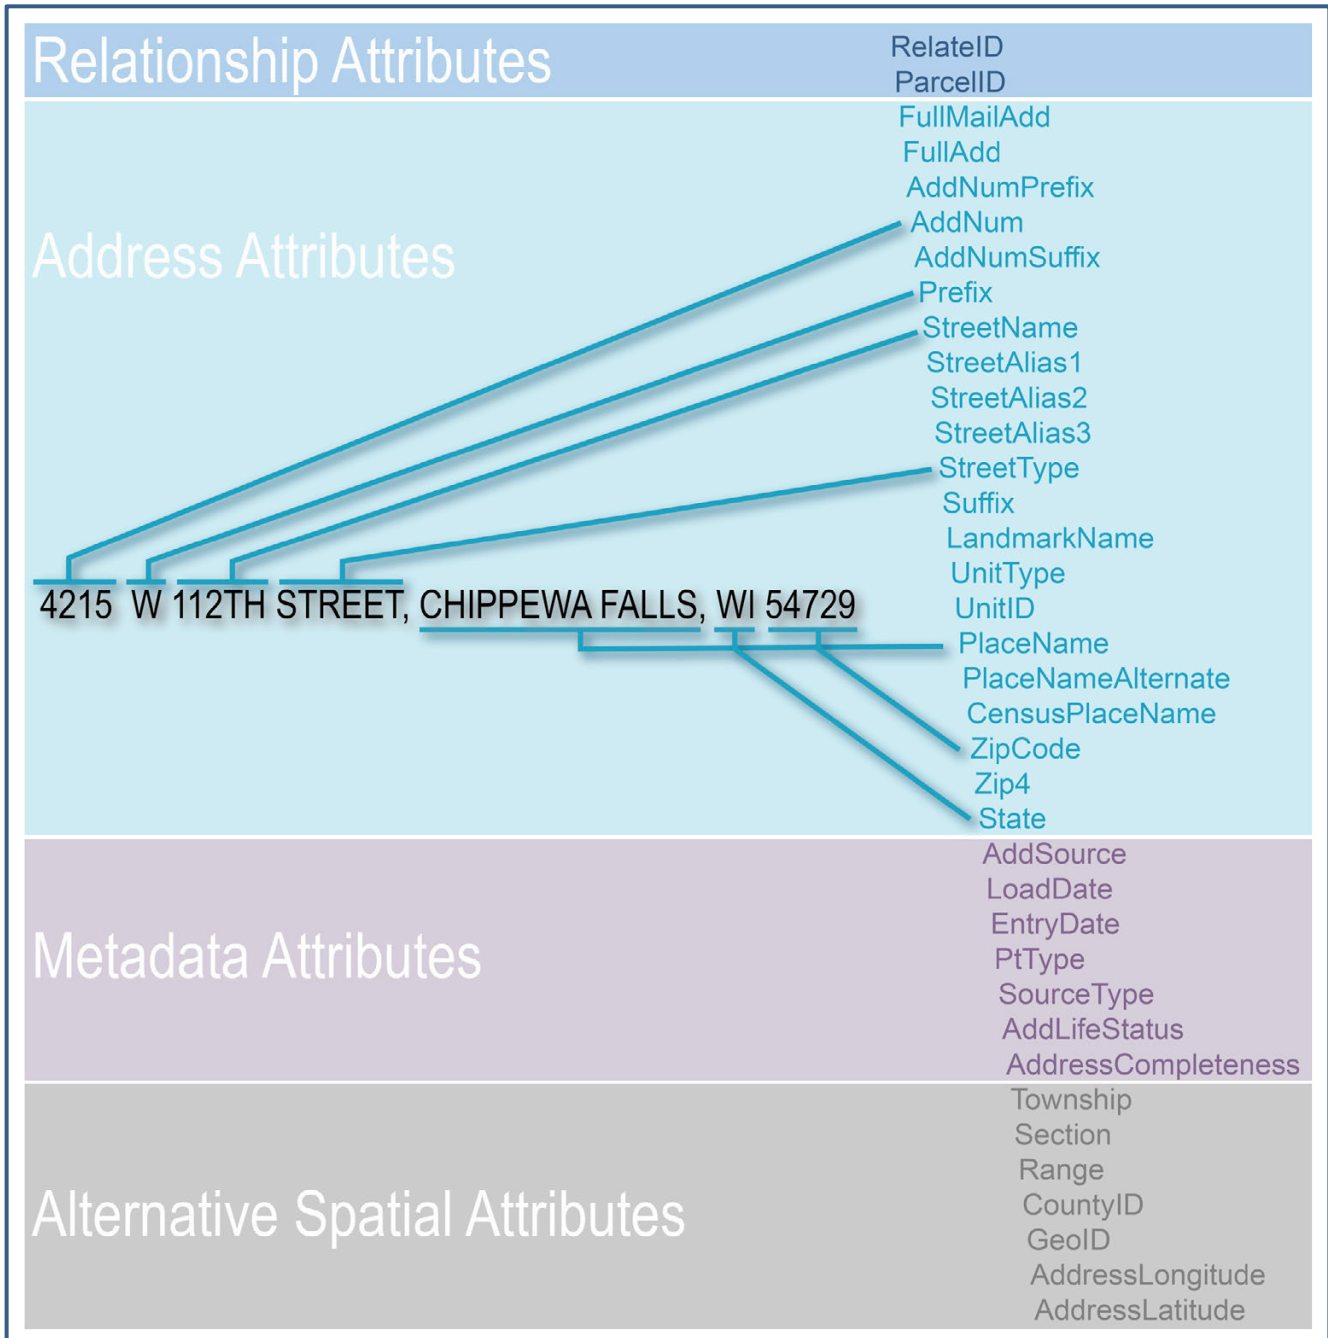 Relationship Attributes
RelateID
ParcelID
Address Attributes
FullMailAdd
FullAdd
AddNumPrefix
AddNum
AddNumSuffix
Prefix
StreetName
StreetAlias1
StreetAlias2
StreetAlias3
StreetType
Suffix
LandmarkName
UnitType
UnitID
PlaceName
PlaceNameAlternate
CensusPlaceName
ZipCode
Zip4
State
4215 W 112TH STREET, CHIPPEWA FALLS, WI 54729
Metadata Attributes
AddSource
LoadDate
EntryDate
PtType
SourceType
AddLifeStatus
AddressCompleteness
Alternative Spatial Attributes
Township
Section
Range
CountyID
GeoID
AddressLongitude
AddressLatitude